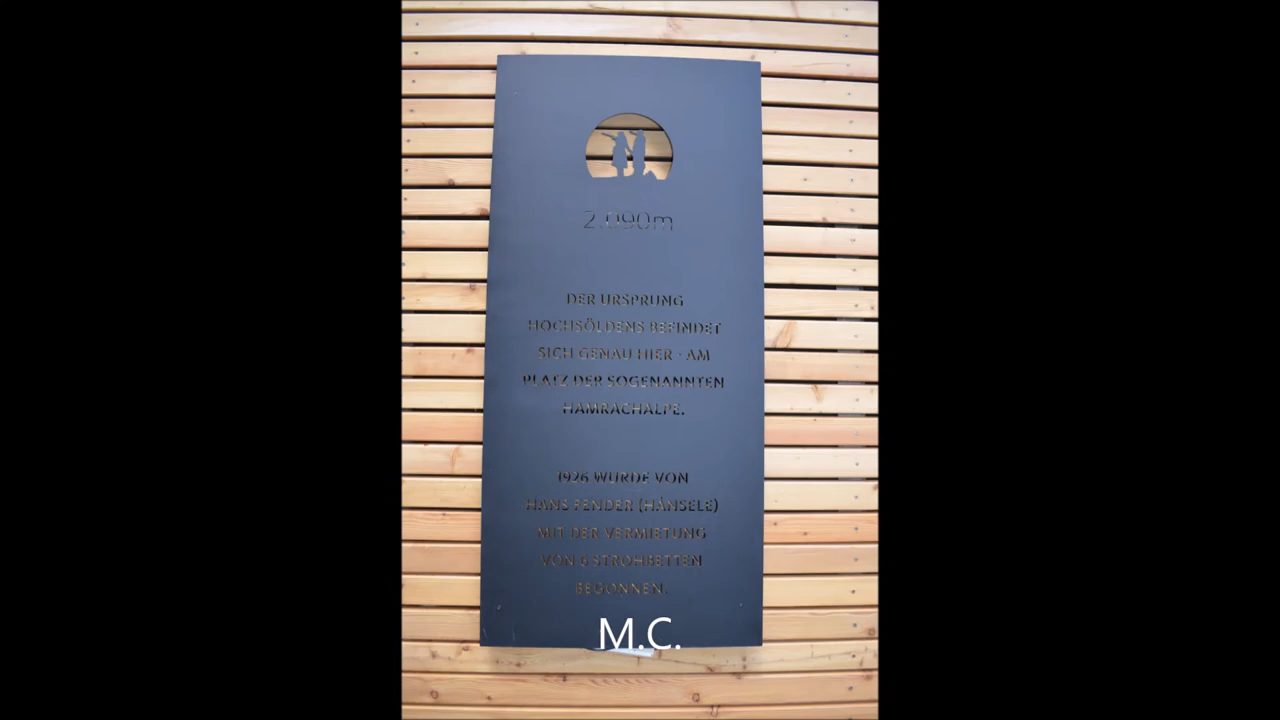 2.090m
DER URSPRUNG
HOCHSÖLDENS BEFINDET
SICH GENAU HIER - AM
PLATZ DER SOGENANNTEN
HAMRACHALPE.
1926 WURDE VON
HANS FENDER (HÄNSELE)
MIT DER VERMIETUNG
VON 6 STROHBETTEN
BEGONNEN.
M.C.